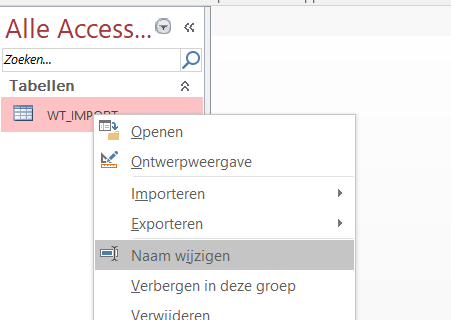 Alle Access...
Zoeken...
Tabellen
WT_IMPORT
Openen
Ontwerpweergave
Importeren
Exporteren
Naam wijzigen
Verbergen in deze groep
Verwijderen